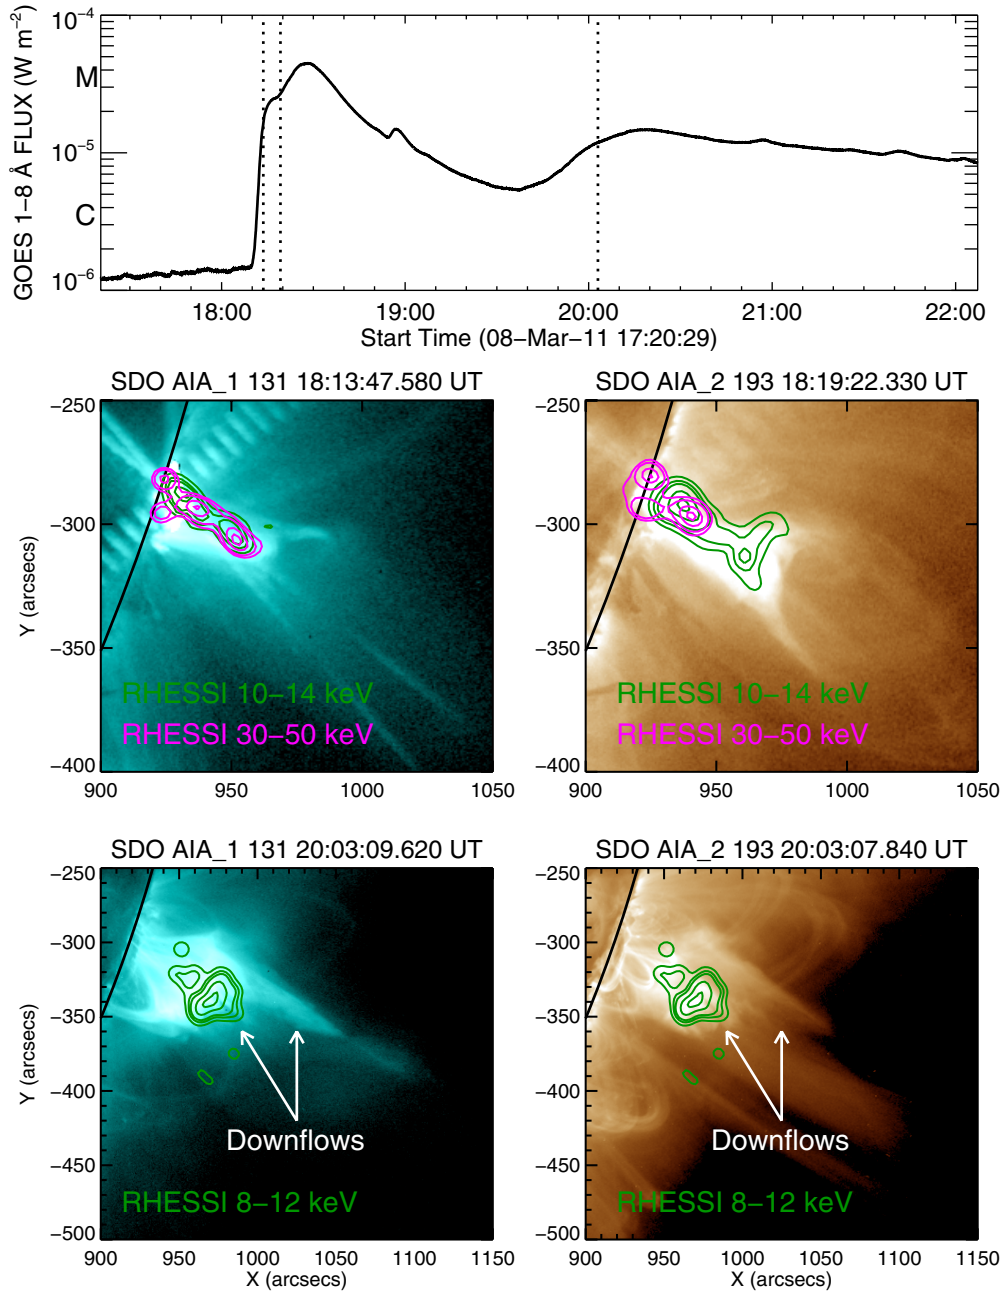 GOES 1−8 Å FLUX (W m−2)
10−4
M
10−5
C
10−6
18:00 19:00 20:00 21:00 22:00
Start Time (08−Mar−11 17:20:29)
SDO AIA_1 131 18:13:47.580 UT
Y (arcsecs)
−250
−300
−350
−400
RHESSI 10−14 keV
RHESSI 30−50 keV
900 950 1000 1050
SDO AIA_2 193 18:19:22.330 UT
−250
−300
−350
−400
RHESSI 10−14 keV
RHESSI 30−50 keV
900 950 1000 1050
SDO AIA_1 131 20:03:09.620 UT
Y (arcsecs)
−250
−300
−350
−400
−450
−500
Downflows
RHESSI 8−12 keV
900 950 1000 1050 1100 1150
X (arcsecs)
SDO AIA_2 193 20:03:07.840 UT
−250
−300
−350
−400
−450
−500
Downflows
RHESSI 8−12 keV
900 950 1000 1050 1100 1150
X (arcsecs)